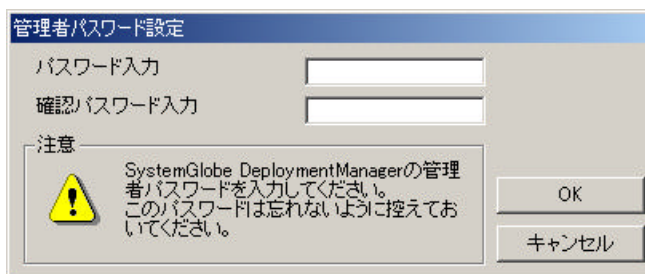 管理者パスワード設定
パスワード入力
確認パスワード入力
注意
SystemGlobe DeploymentManagerの管理
者パスワードを入力してください。
このパスワードは忘れないように控えてお
いてください。
OK
キャンセル